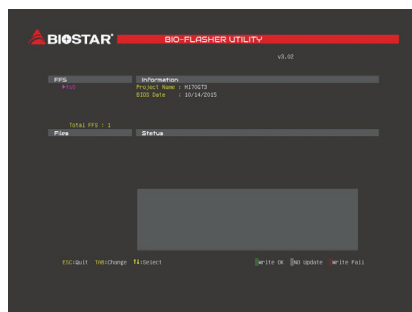 BIOSTAR®
BIO-FLASHER UTILITY
v3.02
FFS
Information
Project Name : H170GT3
BIOS Date : 10/14/2015
Total FFS : 1
Files
Status
ESC:Quit TAB:Change ↑↓:Select
Write OK NO Update Write Fail